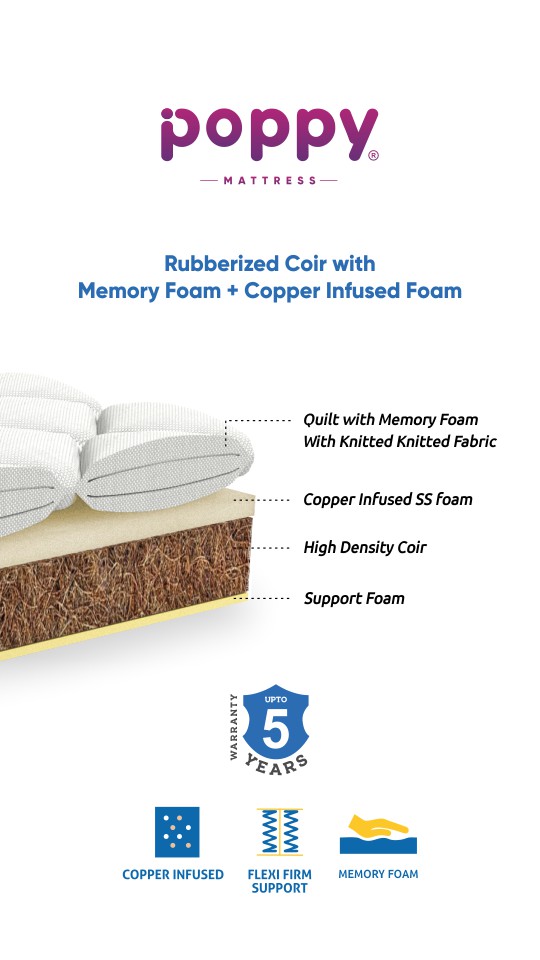 poppy®
MATTRESS
Rubberized Coir with
Memory Foam + Copper Infused Foam
Quilt with Memory Foam
With Knitted Knitted Fabric
Copper Infused SS foam
High Density Coir
Support Foam
WARRANTY
UPTO
5
YEARS
COPPER INFUSED
FLEXI FIRM
SUPPORT
MEMORY FOAM